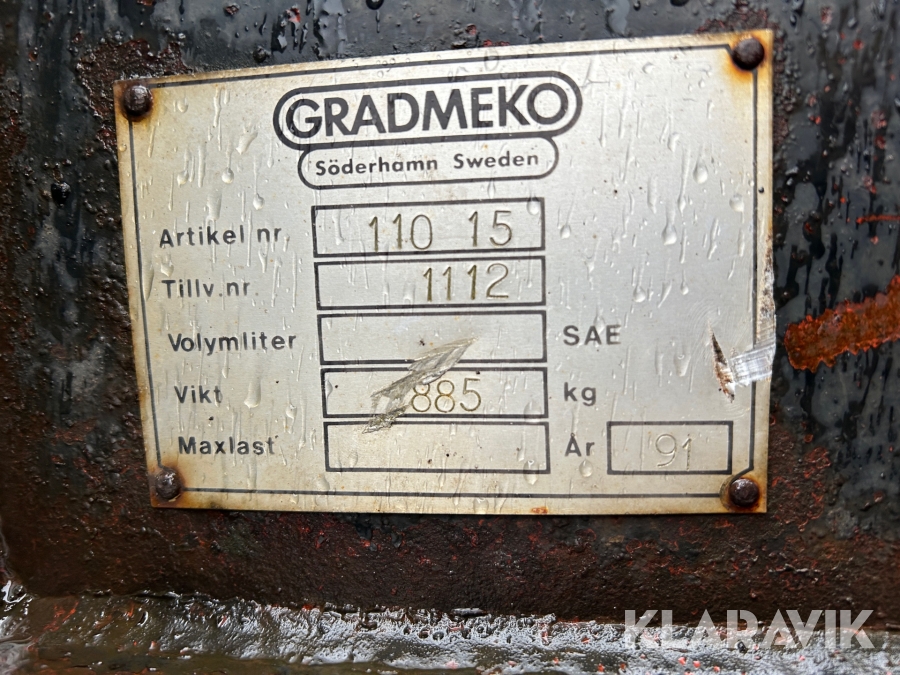 GRADMEKO
Söderhamn Sweden
Artikel nr. 110 15
Tillv.nr. 1112
Volymliter SAE
Vikt 885 kg
Maxlast År 91
KLARAVIK